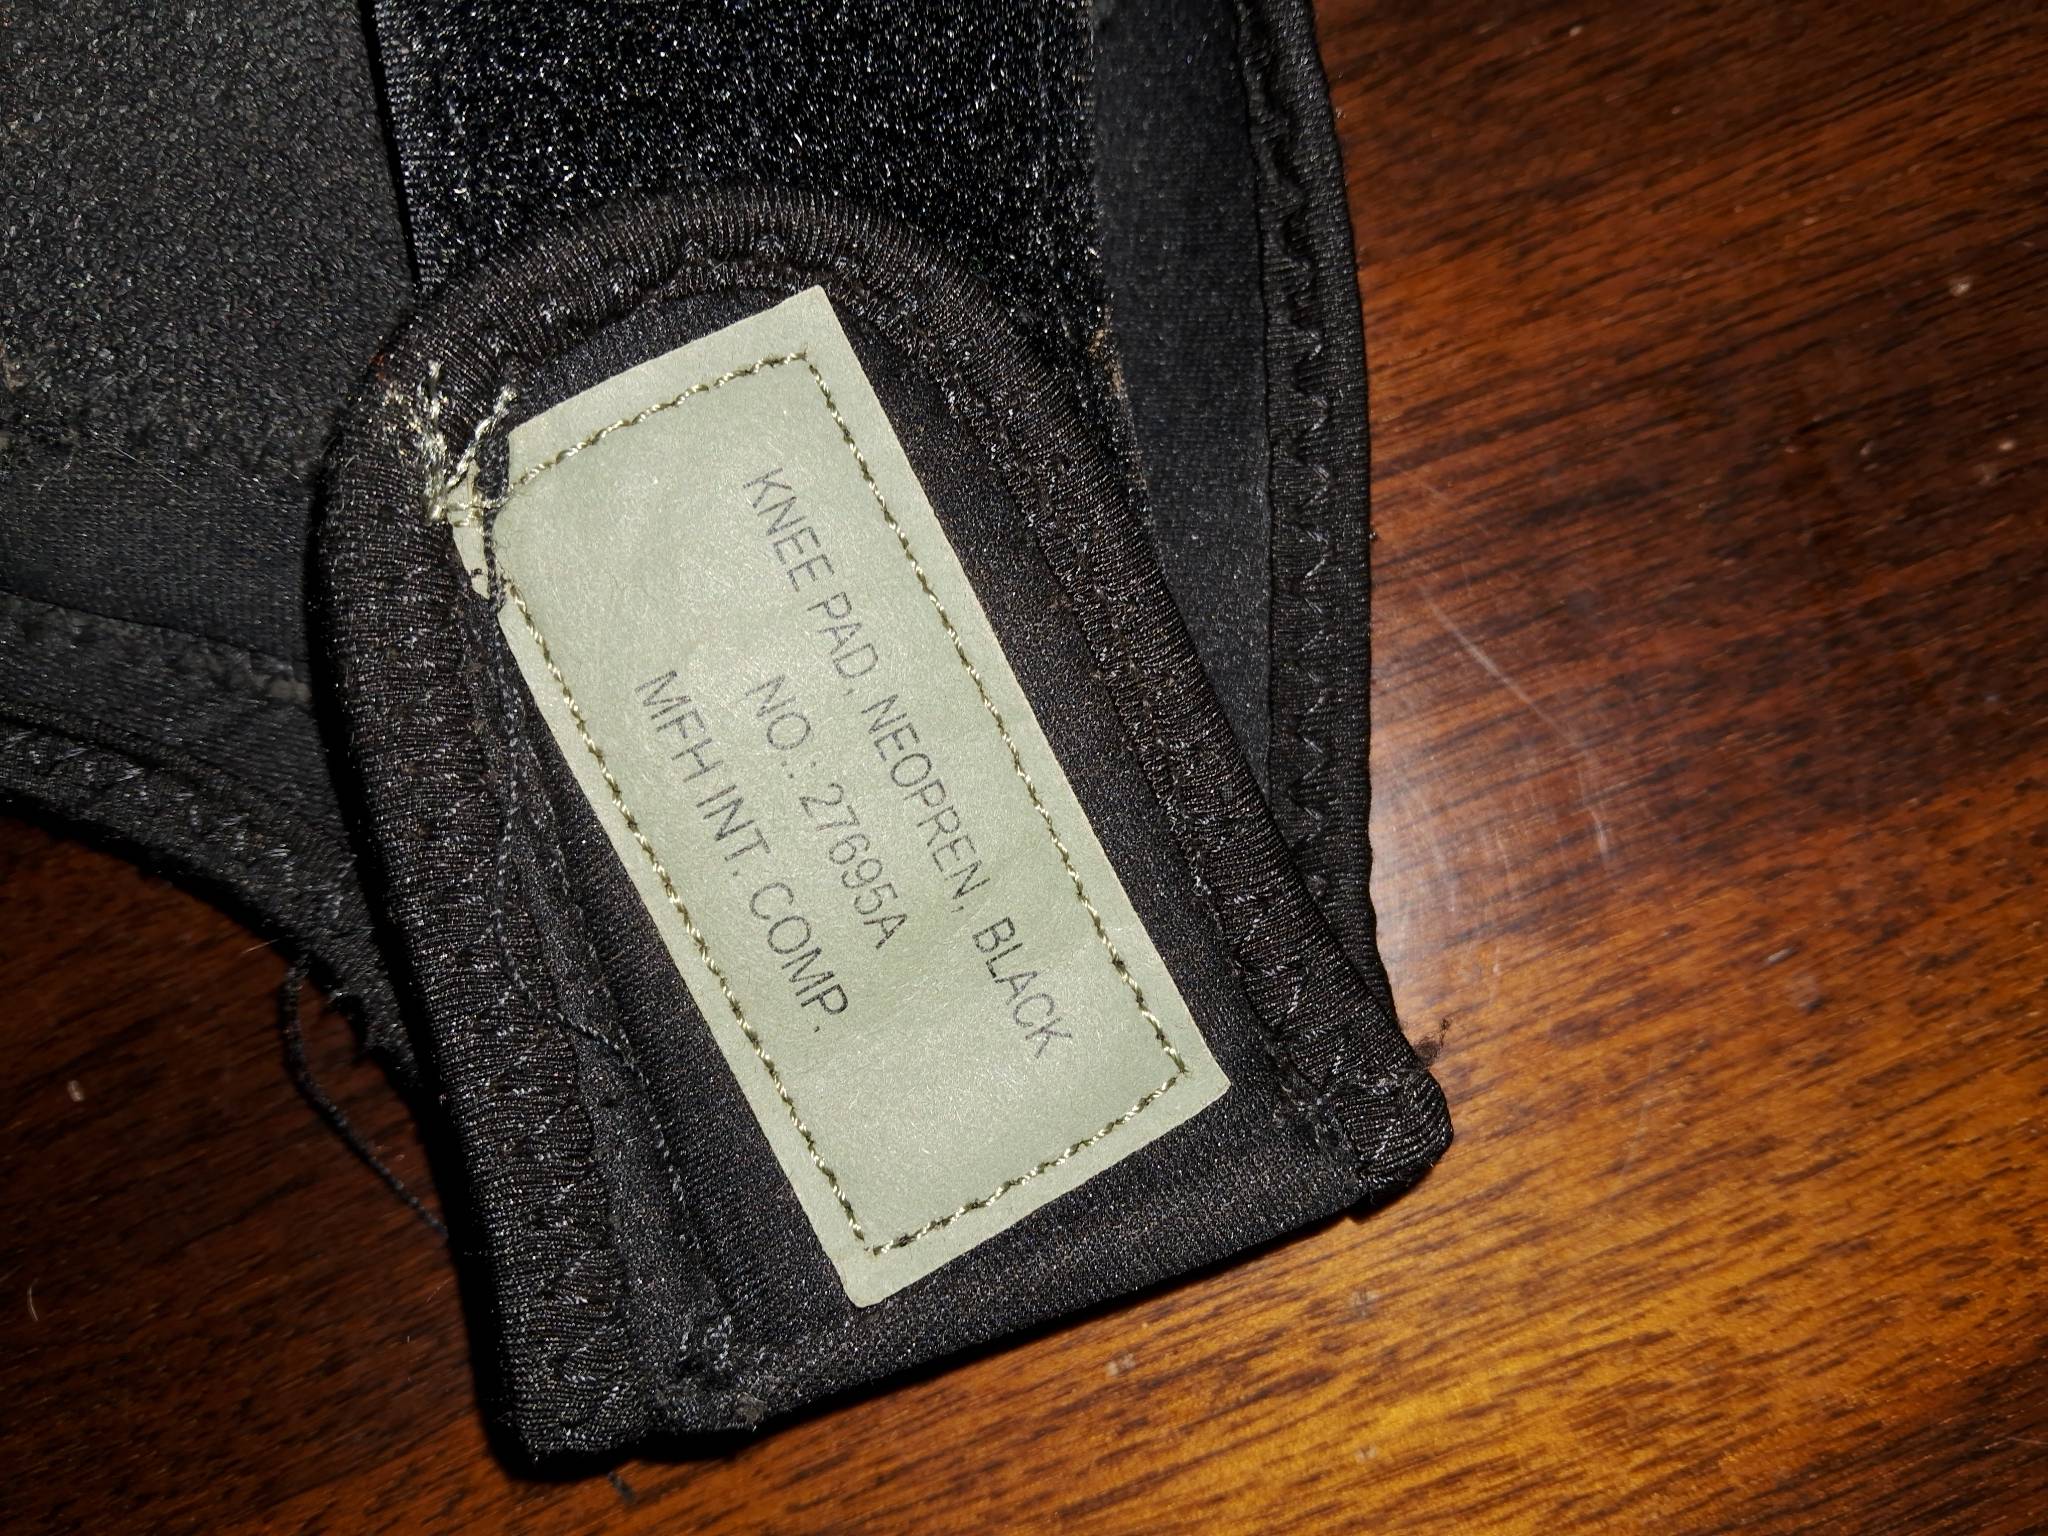 KNEE PAD, NEOPREN, BLACK
NO.: 27695A
MFH INT. COMP.